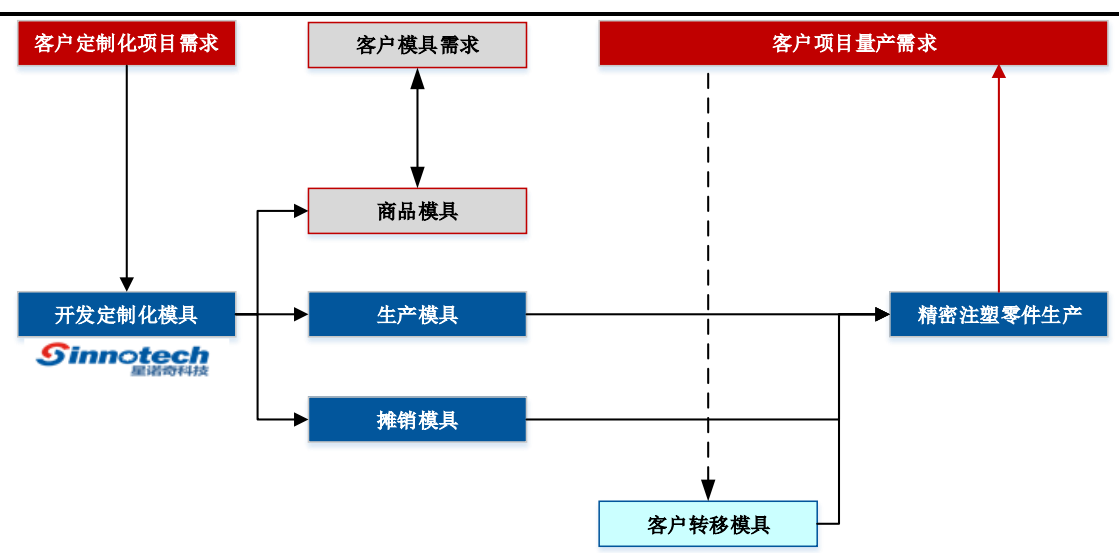 客户定制化项目需求
客户模具需求
客户项目量产需求
商品模具
开发定制化模具
生产模具
精密注塑零件生产
Sinnotech
星诺奇科技
摊销模具
客户转移模具